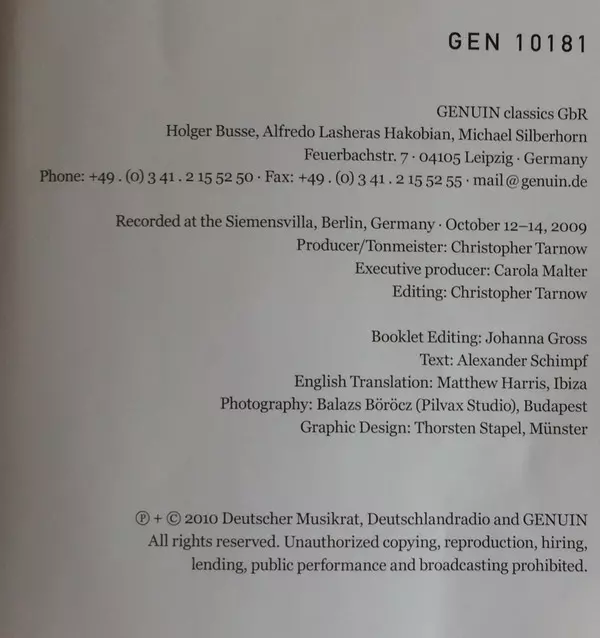 GEN 10181
GENUIN classics GbR
Holger Busse, Alfredo Lasheras Hakobian, Michael Silberhorn
Feuerbachstr. 7 · 04105 Leipzig · Germany
Phone: +49 . (0) 3 41 . 2 15 52 50 · Fax: +49 . (0) 3 41 . 2 15 52 55 · mail@genuin.de
Recorded at the Siemensvilla, Berlin, Germany · October 12–14, 2009
Producer/Tonmeister: Christopher Tarnow
Executive producer: Carola Malter
Editing: Christopher Tarnow
Booklet Editing: Johanna Gross
Text: Alexander Schimpf
English Translation: Matthew Harris, Ibiza
Photography: Balazs Böröcz (Pilvax Studio), Budapest
Graphic Design: Thorsten Stapel, Münster
℗ + © 2010 Deutscher Musikrat, Deutschlandradio and GENUIN
All rights reserved. Unauthorized copying, reproduction, hiring,
lending, public performance and broadcasting prohibited.